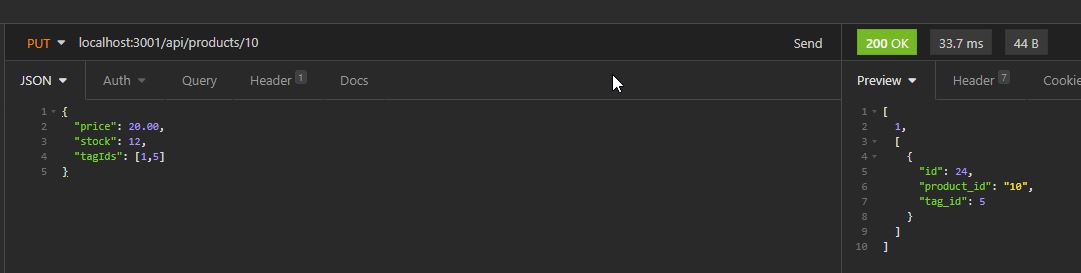 PUT localhost:3001/api/products/10 Send 200 OK 33.7 ms 44 B
JSON Auth Query Header 1 Docs Preview Header 7 Cookie
1 {
2 "price": 20.00,
3 "stock": 12,
4 "tagIds": [1,5]
5 }
1 [
2 1,
3 [
4 {
5 "id": 24,
6 "product_id": "10",
7 "tag_id": 5
8 }
9 ]
10 ]